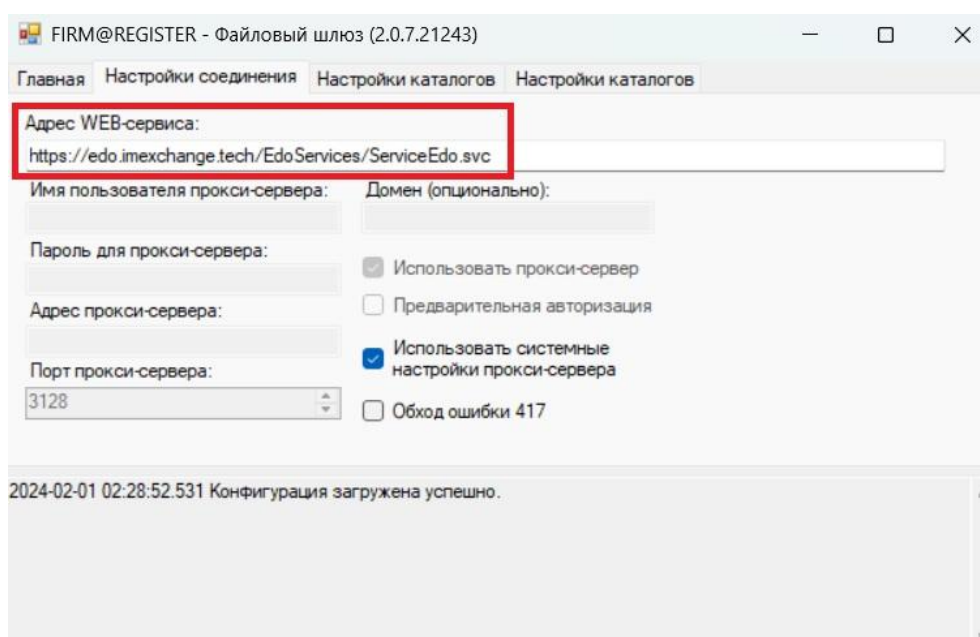 FIRM@REGISTER - Файловый шлюз (2.0.7.21243)
Главная Настройки соединения Настройки каталогов Настройки каталогов
Адрес WEB-сервиса:
https://edo.imexchange.tech/EdoServices/ServiceEdo.svc
Имя пользователя прокси-сервера: Домен (опционально):
Пароль для прокси-сервера:
Использовать прокси-сервер
Адрес прокси-сервера:
Предварительная авторизация
Использовать системные
настройки прокси-сервера
Порт прокси-сервера:
3128
Обход ошибки 417
2024-02-01 02:28:52.531 Конфигурация загружена успешно.